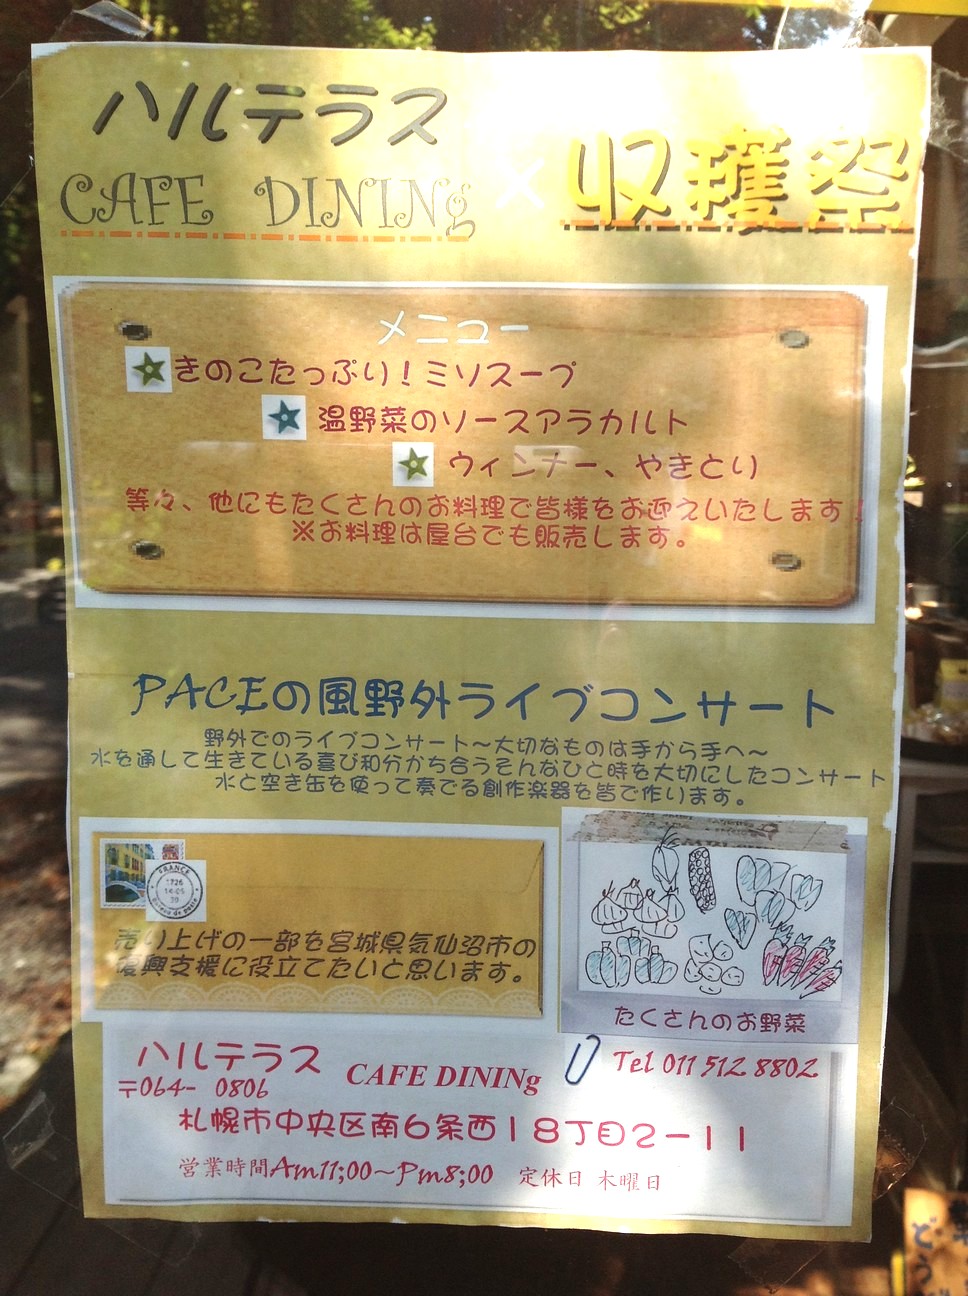 ハルテラス
CAFE DINING × 収穫祭
メニュー
きのこたっぷり！ミソスープ
温野菜のソースアラカルト
ウィンナー、やきとり
等々、他にもたくさんのお料理で皆様をお迎えいたします！
※お料理は屋台でも販売します。
PACEの風野外ライブコンサート
野外でのライブコンサート～大切なものは手から手へ～
水を通して生きている喜び和分かち合うそんなひと時を大切にしたコンサート
水と空き缶を使って奏でる創作楽器を皆で作ります。
FRANCE
売り上げの一部を宮城県気仙沼市の
復興支援に役立てたいと思います。
たくさんのお野菜
ハルテラス CAFE DINING Tel 011 512 8802
〒064- 0806
札幌市中央区南6条西18丁目2－11
営業時間Am11;00～Pm8;00 定休日 木曜日